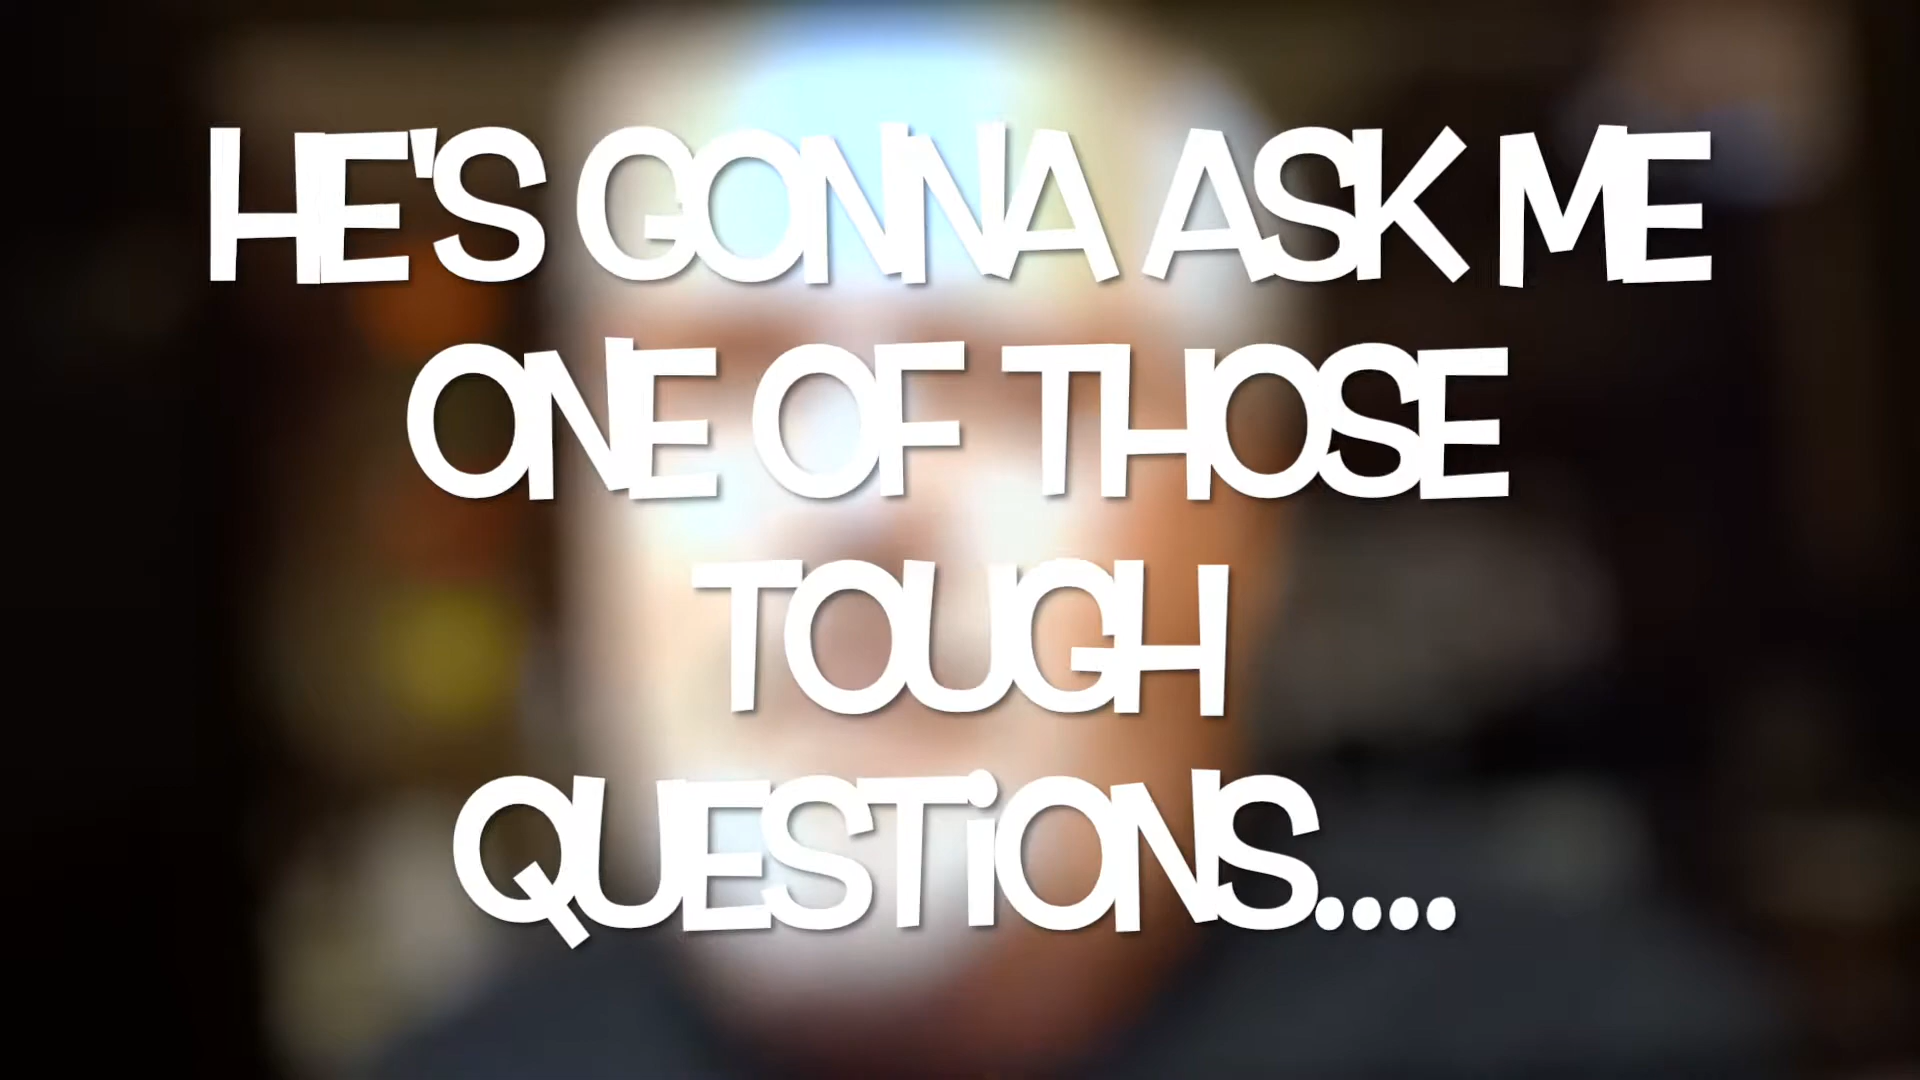 HE'S GONNA ASK ME
ONE OF THOSE
TOUGH
QUESTiONS....